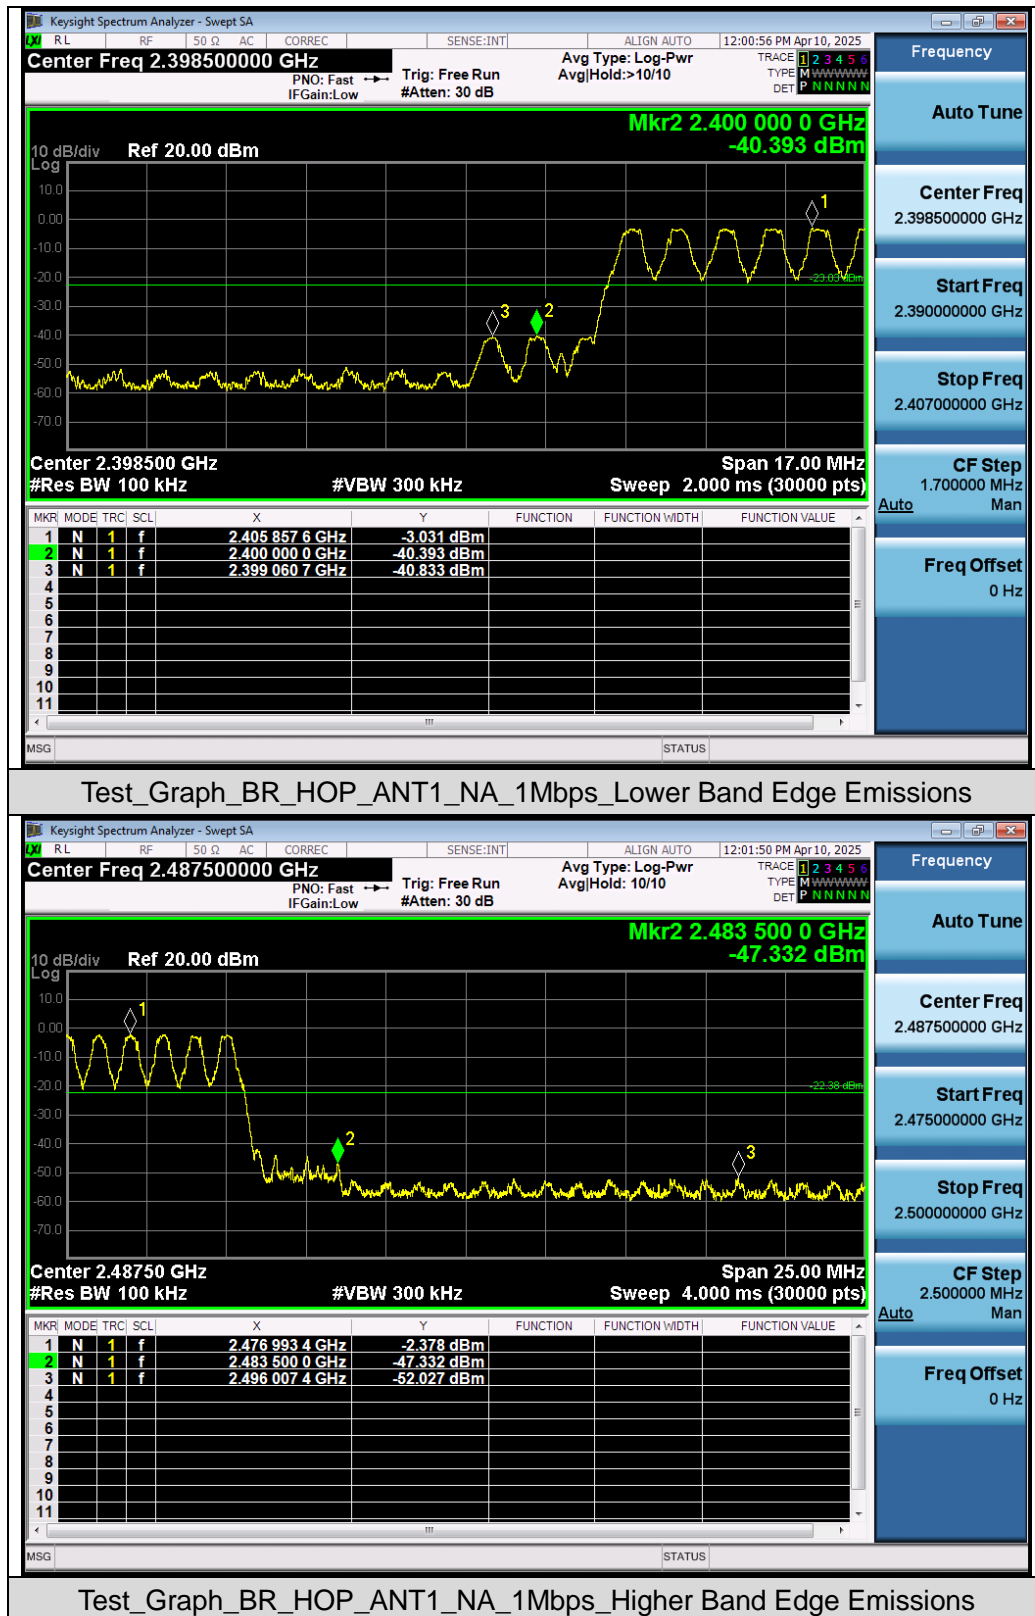 Keysight Spectrum Analyzer - Swept SA
LXI RL RF 50 Ω AC CORREC SENSE:INT ALIGN AUTO 12:00:56 PM Apr 10, 2025
Center Freq 2.398500000 GHz Avg Type: Log-Pwr TRACE 1 2 3 4 5 6
PNO: Fast Trig: Free Run Avg|Hold:>10/10 TYPE M WWWWW
IFGain:Low #Atten: 30 dB DET P N N N N N
Mkr2 2.400 000 0 GHz
-40.393 dBm
10 dB/div Ref 20.00 dBm
Log
10.0
0.00
-10.0
-20.0
-30.0
-40.0
-50.0
-60.0
-70.0
1
-23.03 dBm
3
2
Center 2.398500 GHz Span 17.00 MHz
#Res BW 100 kHz #VBW 300 kHz Sweep 2.000 ms (30000 pts)
MKR MODE TRC SCL X Y FUNCTION FUNCTION WIDTH FUNCTION VALUE
1 N 1 f 2.405 857 6 GHz -3.031 dBm
2 N 1 f 2.400 000 0 GHz -40.393 dBm
3 N 1 f 2.399 060 7 GHz -40.833 dBm
4
5
6
7
8
9
10
11
MSG STATUS
Frequency
Auto Tune
Center Freq
2.398500000 GHz
Start Freq
2.390000000 GHz
Stop Freq
2.407000000 GHz
CF Step
1.700000 MHz
Auto Man
Freq Offset
0 Hz
Test_Graph_BR_HOP_ANT1_NA_1Mbps_Lower Band Edge Emissions
Keysight Spectrum Analyzer - Swept SA
LXI RL RF 50 Ω AC CORREC SENSE:INT ALIGN AUTO 12:01:50 PM Apr 10, 2025
Center Freq 2.487500000 GHz Avg Type: Log-Pwr TRACE 1 2 3 4 5 6
PNO: Fast Trig: Free Run Avg|Hold: 10/10 TYPE M WWWWW
IFGain:Low #Atten: 30 dB DET P N N N N N
Mkr2 2.483 500 0 GHz
-47.332 dBm
10 dB/div Ref 20.00 dBm
Log
10.0
0.00
-10.0
-20.0
-30.0
-40.0
-50.0
-60.0
-70.0
1
-22.38 dBm
2
3
Center 2.48750 GHz Span 25.00 MHz
#Res BW 100 kHz #VBW 300 kHz Sweep 4.000 ms (30000 pts)
MKR MODE TRC SCL X Y FUNCTION FUNCTION WIDTH FUNCTION VALUE
1 N 1 f 2.476 993 4 GHz -2.378 dBm
2 N 1 f 2.483 500 0 GHz -47.332 dBm
3 N 1 f 2.496 007 4 GHz -52.027 dBm
4
5
6
7
8
9
10
11
MSG STATUS
Frequency
Auto Tune
Center Freq
2.487500000 GHz
Start Freq
2.475000000 GHz
Stop Freq
2.500000000 GHz
CF Step
2.500000 MHz
Auto Man
Freq Offset
0 Hz
Test_Graph_BR_HOP_ANT1_NA_1Mbps_Higher Band Edge Emissions